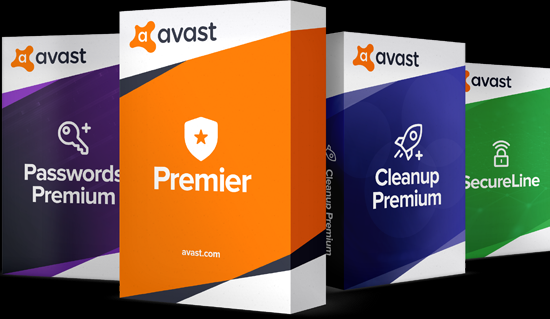 avast
Passwords
Premium
avast
Premier
avast.com
Cleanup Premium
avast
Cleanup
Premium
avast
SecureLine